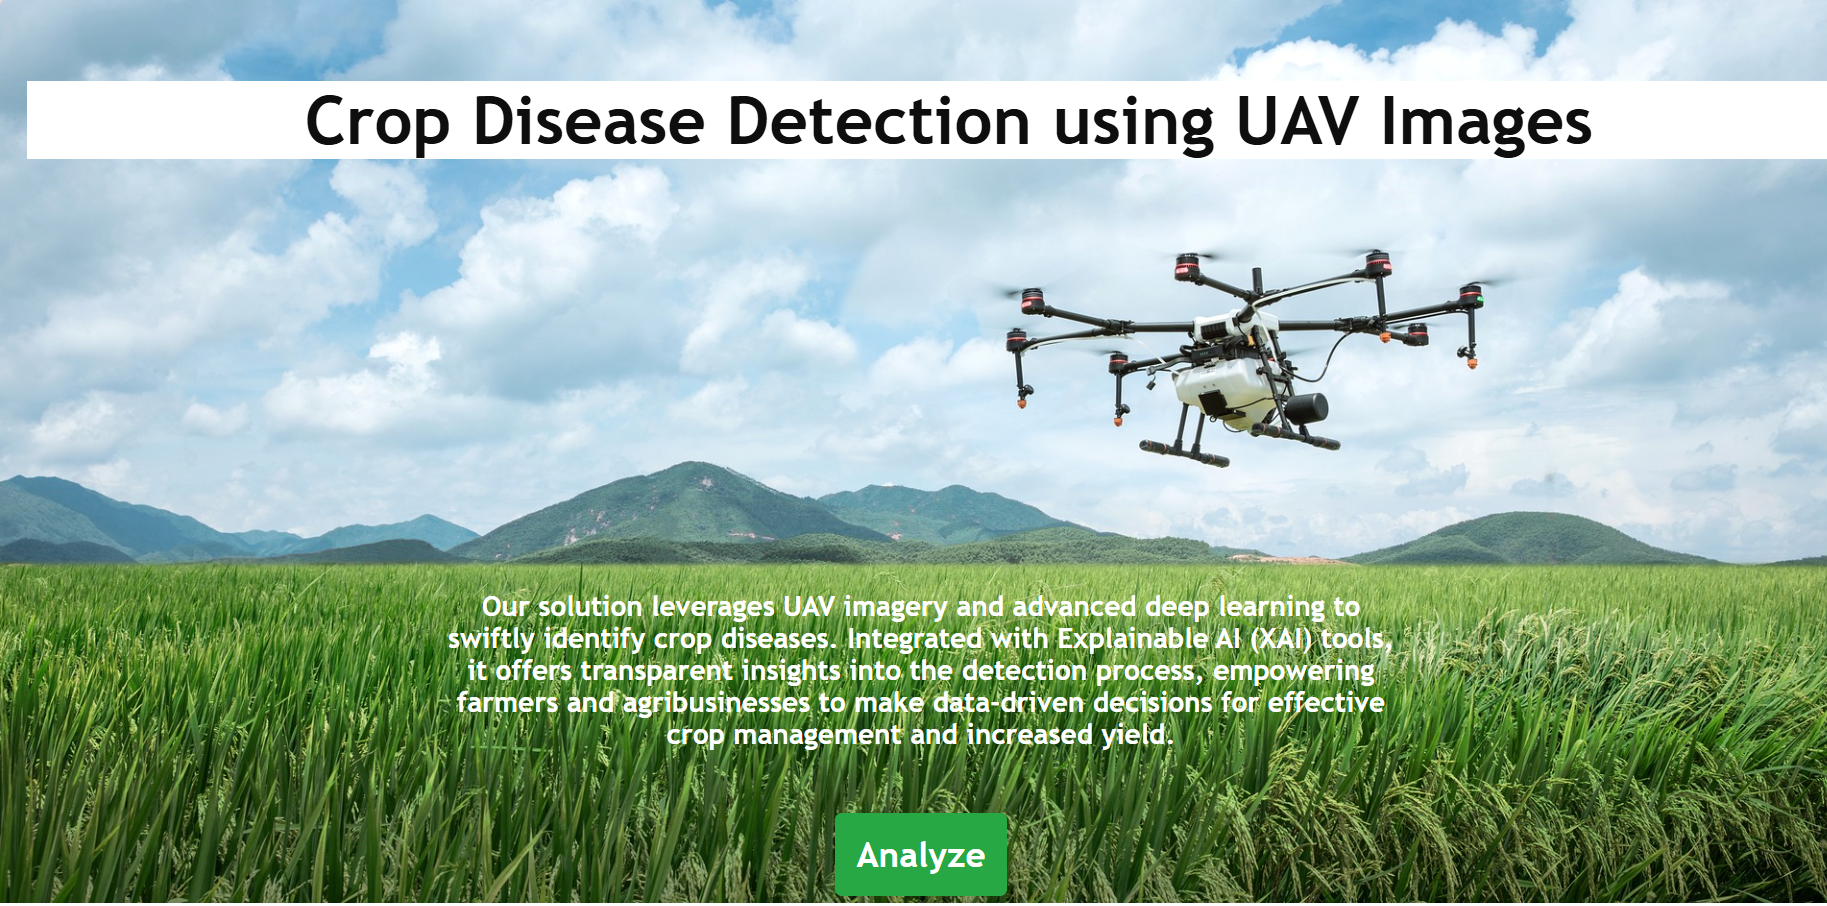 Crop Disease Detection using UAV Images
Our solution leverages UAV imagery and advanced deep learning to
swiftly identify crop diseases. Integrated with Explainable AI (XAI) tools,
it offers transparent insights into the detection process, empowering
farmers and agribusinesses to make data-driven decisions for effective
crop management and increased yield.
Analyze